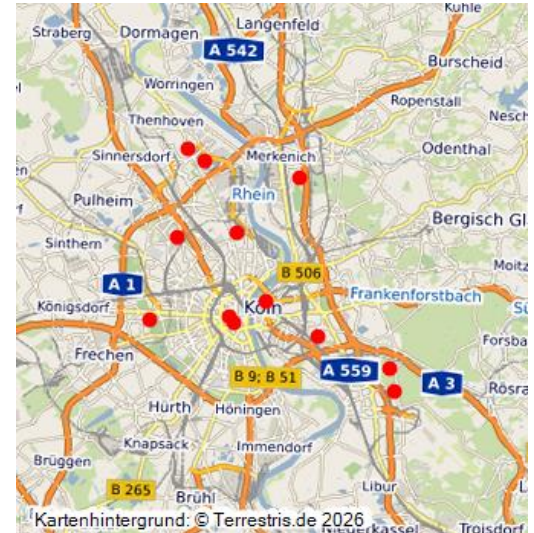 Kuhle
Straberg Dormagen Langenfeld
A 542
Burscheid
Worringen
Ropenstall
Thenhoven
Nesch
Sinnersdorf Merkenich Odenthal
Rhein
Pulheim
Bergisch Gl
Sinthern
Moitz
A 1 B 506
Frankenforstbach
Königsdorf Köln
Forsba
Frechen
B 9; B 51 A 559 A 3 Rösra
Hürth Höningen
Knapsack Immendorf
Brüggen
B 265 Libur
Brühl
Kartenhintergrund: © Terrestris.de 2026
Troisdorf